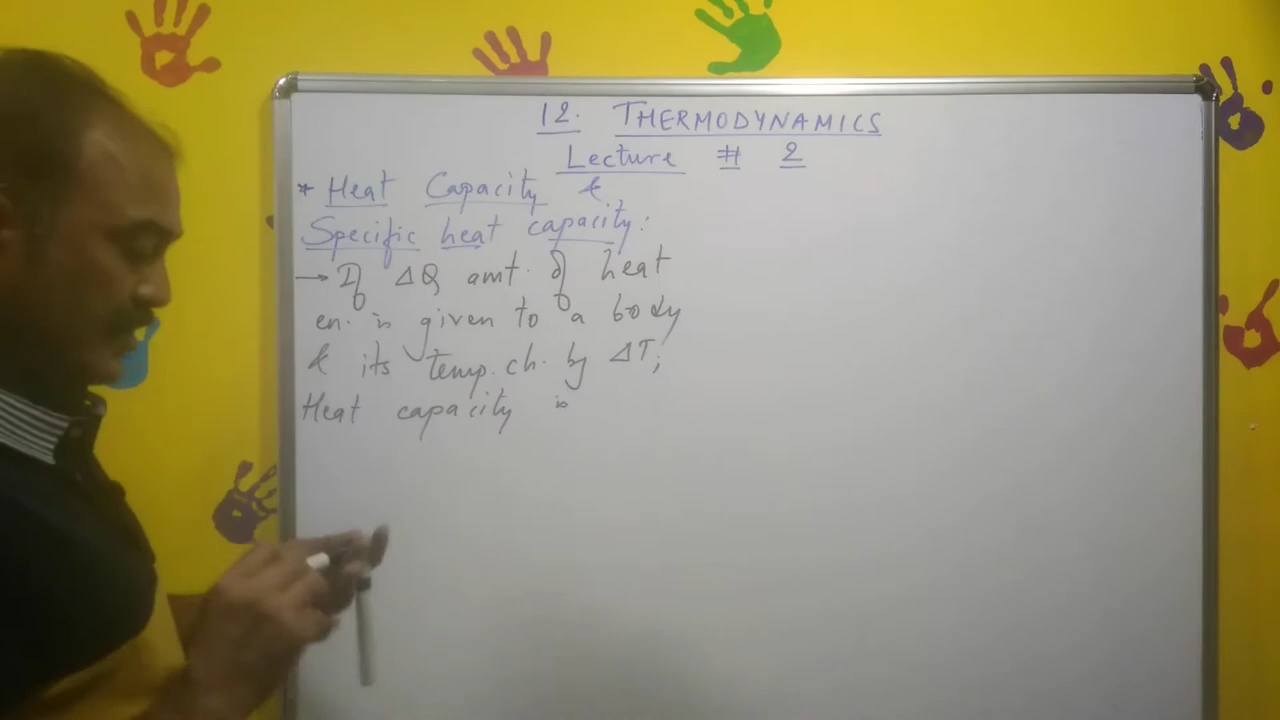 12. THERMODYNAMICS
Lecture # 2
* Heat Capacity &
Specific heat capacity:
→ If ΔQ amt. of heat
en. is given to a body
& its temp. ch. by ΔT;
Heat capacity is